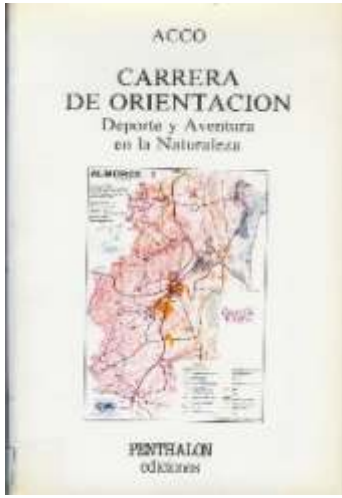 ACCO
CARRERA
DE ORIENTACION
Deporte y Aventura
en la Naturaleza
PENTHALON
ediciones